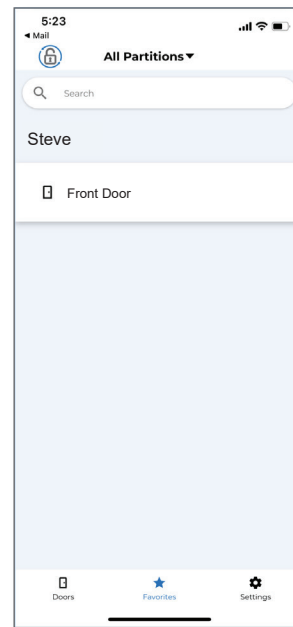 5:23
◀ Mail
All Partitions▼
Search
Steve
Front Door
Doors Favorites Settings